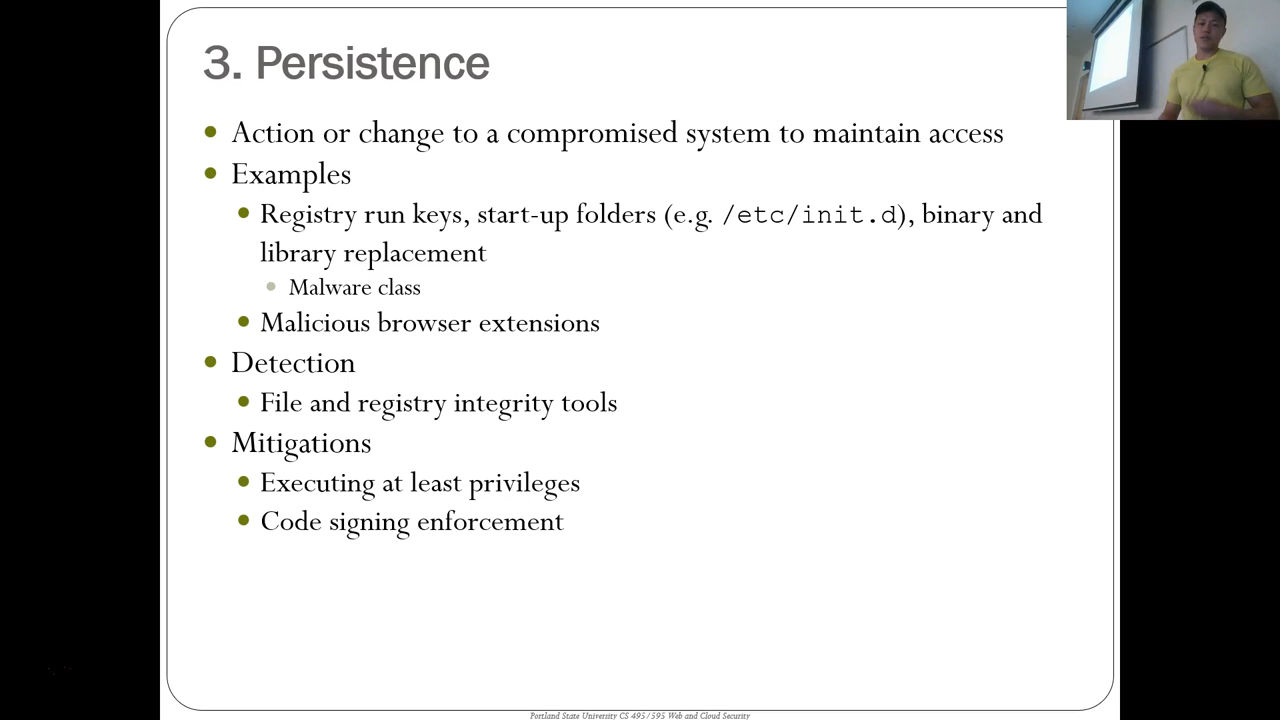 3. Persistence
Action or change to a compromised system to maintain access
Examples
Registry run keys, start-up folders (e.g. /etc/init.d), binary and
library replacement
Malware class
Malicious browser extensions
Detection
File and registry integrity tools
Mitigations
Executing at least privileges
Code signing enforcement
Portland State University CS 495/595 Web and Cloud Security